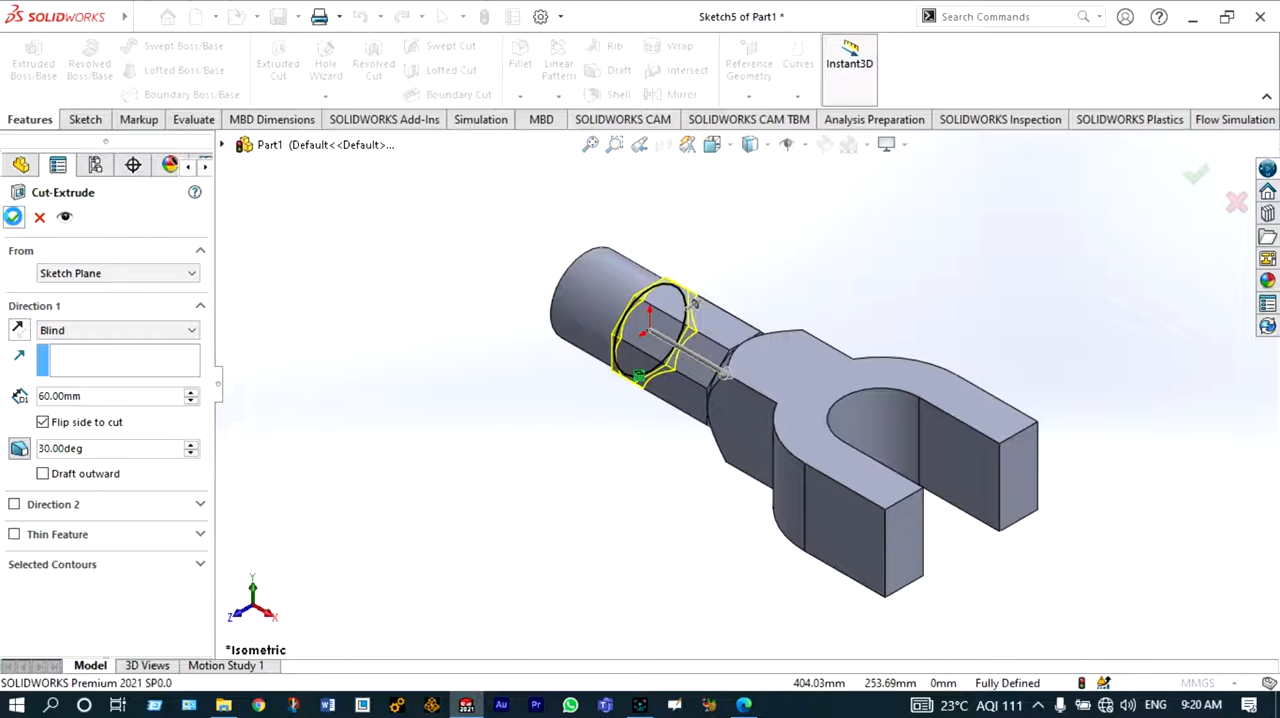 SOLIDWORKS
Sketch5 of Part1 *
Search Commands
Extruded Boss/Base
Revolved Boss/Base
Swept Boss/Base
Lofted Boss/Base
Boundary Boss/Base
Extruded Cut
Hole Wizard
Revolved Cut
Swept Cut
Lofted Cut
Boundary Cut
Fillet
Linear Pattern
Rib
Draft
Shell
Wrap
Intersect
Mirror
Reference Geometry
Curves
Instant3D
Features Sketch Markup Evaluate MBD Dimensions SOLIDWORKS Add-Ins Simulation MBD SOLIDWORKS CAM SOLIDWORKS CAM TBM Analysis Preparation SOLIDWORKS Inspection SOLIDWORKS Plastics Flow Simulation
Part1 (Default<<Default>...
Cut-Extrude
From
Sketch Plane
Direction 1
Blind
60.00mm
Flip side to cut
30.00deg
Draft outward
Direction 2
Thin Feature
Selected Contours
Y
Z X
*Isometric
Model 3D Views Motion Study 1
SOLIDWORKS Premium 2021 SP0.0 404.03mm 253.69mm 0mm Fully Defined MMGS
23°C AQI 111 9:20 AM